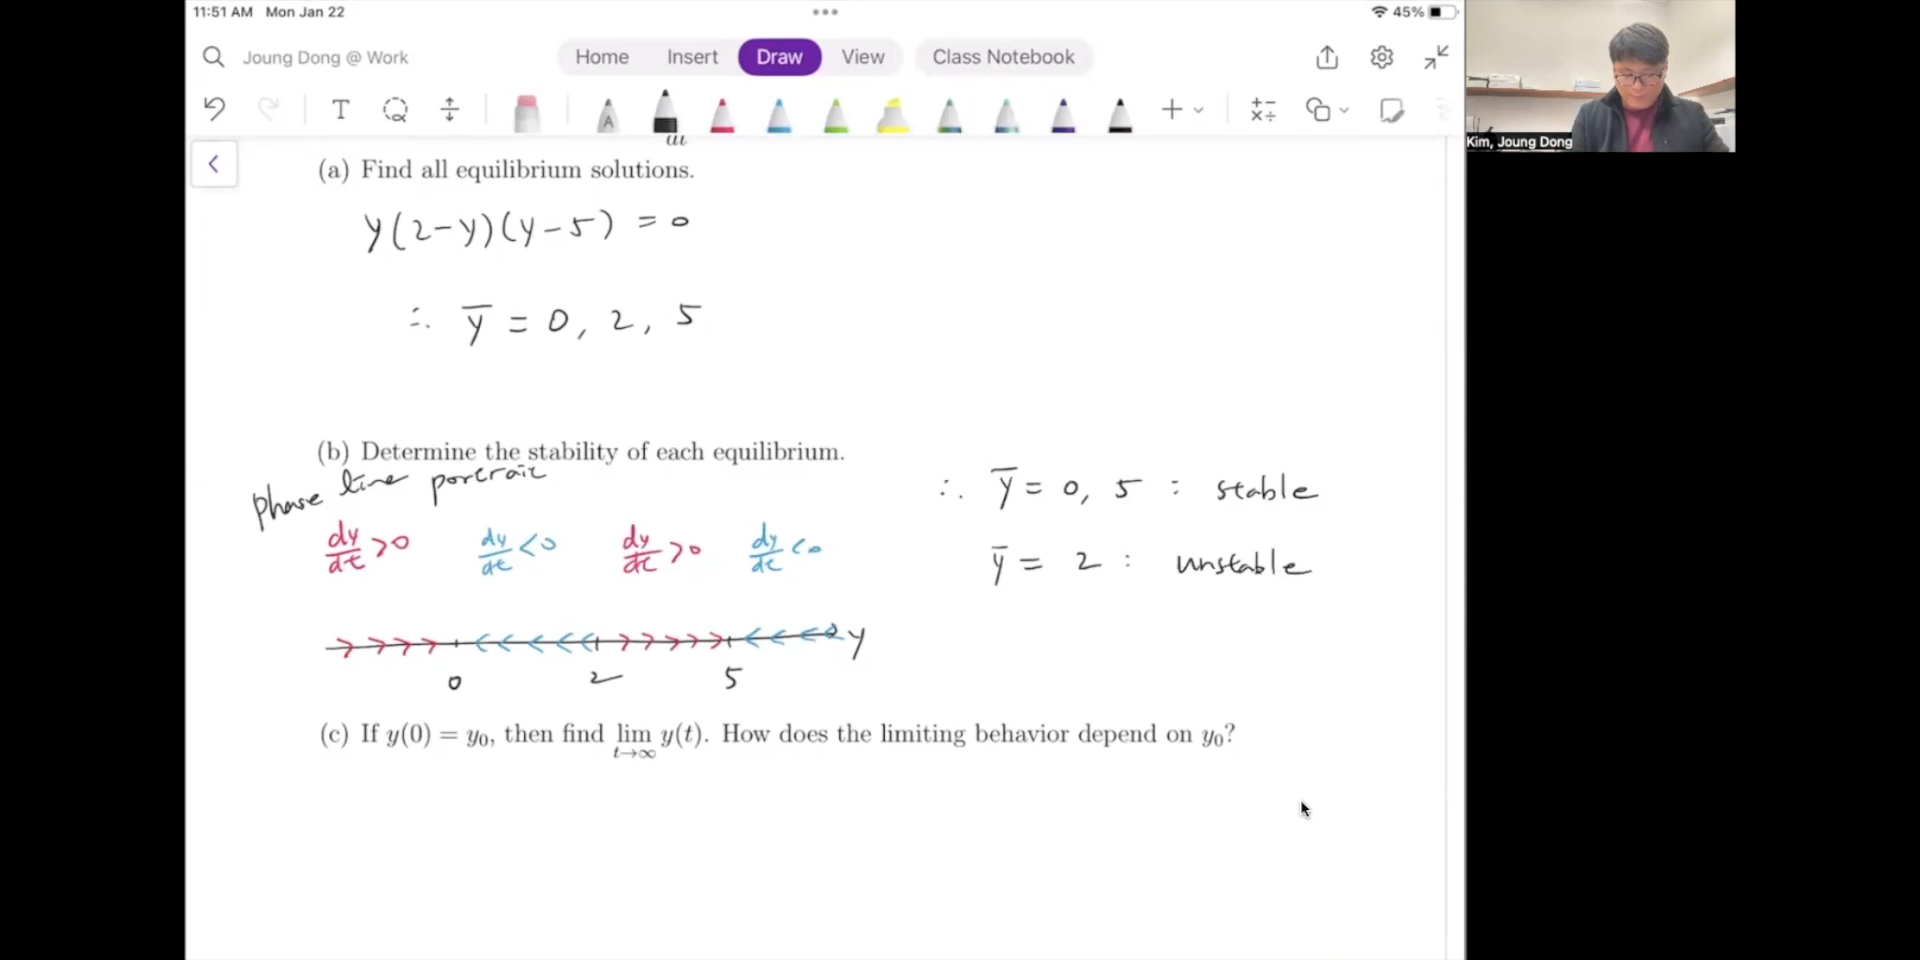 11:51 AM Mon Jan 22
45%
Joung Dong @ Work
Home Insert Draw View Class Notebook
T
A
Kim, Joung Dong
(a) Find all equilibrium solutions.
y(2-y)(y-5) = 0
∴ ȳ = 0, 2, 5
(b) Determine the stability of each equilibrium.
phase line portrait
dy/dt > 0 dy/dt < 0 dy/dt > 0 dy/dt < 0
y
0 2 5
∴ ȳ = 0, 5 : stable
ȳ = 2 : unstable
(c) If y(0) = y₀, then find lim t→∞ y(t). How does the limiting behavior depend on y₀?